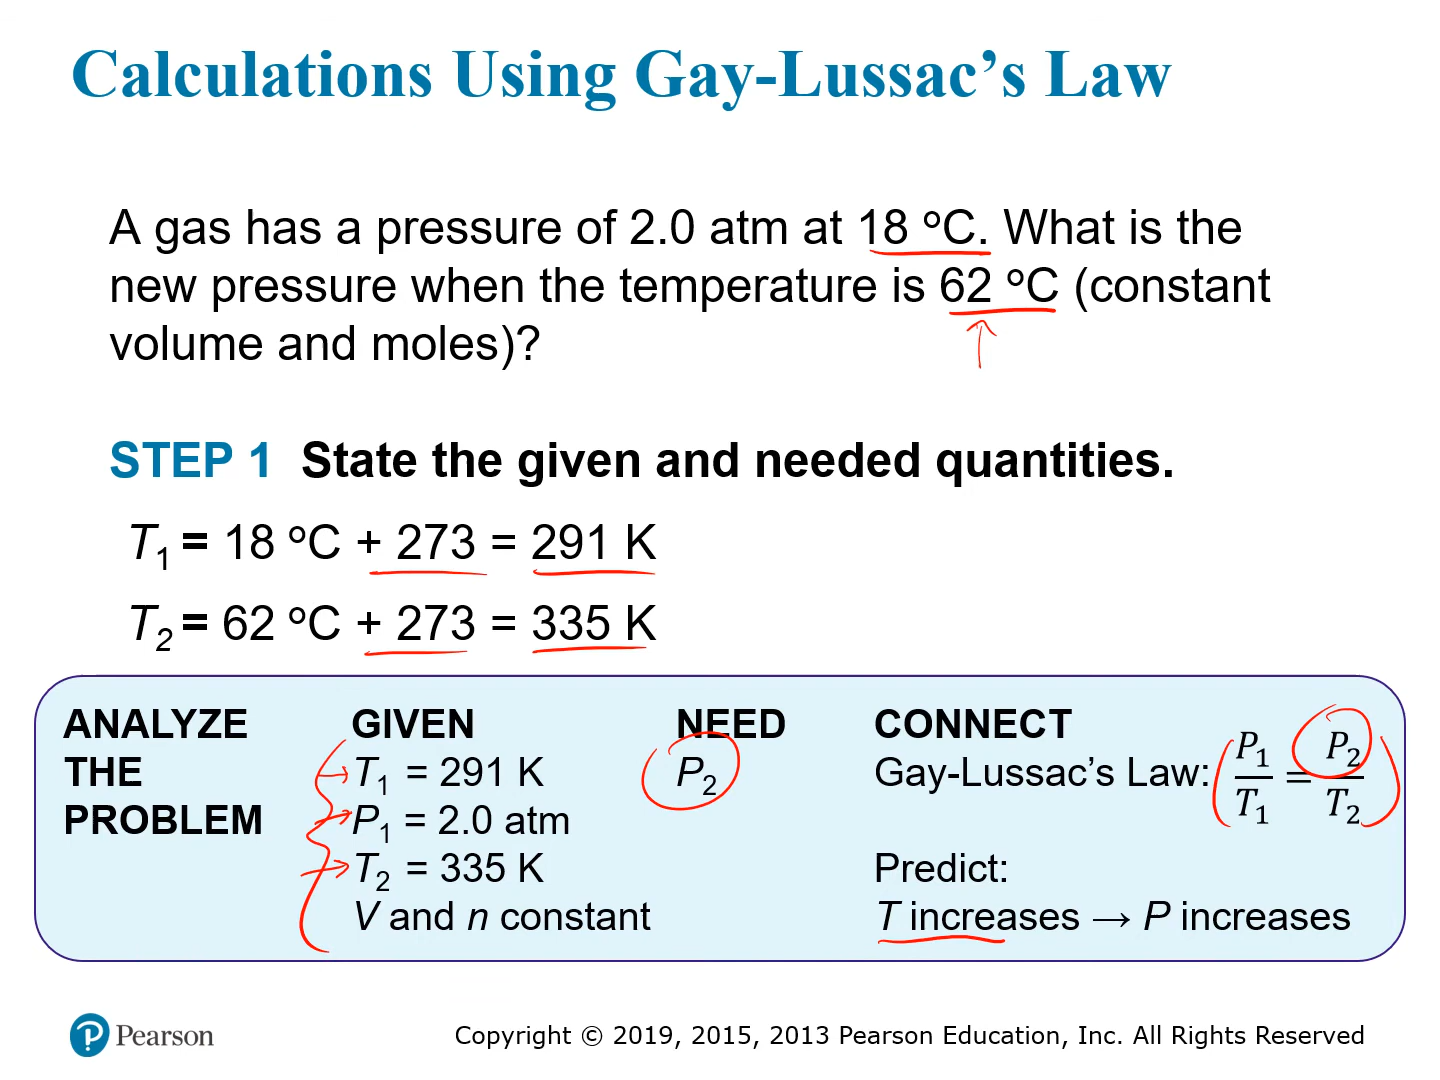 Calculations Using Gay-Lussac’s Law
A gas has a pressure of 2.0 atm at 18 °C. What is the
new pressure when the temperature is 62 °C (constant
volume and moles)?
STEP 1 State the given and needed quantities.
T₁ = 18 °C + 273 = 291 K
T₂ = 62 °C + 273 = 335 K
ANALYZE THE PROBLEM
GIVEN
T₁ = 291 K
P₁ = 2.0 atm
T₂ = 335 K
V and n constant
NEED
P₂
CONNECT
Gay-Lussac’s Law: P₁/T₁ = P₂/T₂
Predict:
T increases → P increases
Pearson
Copyright © 2019, 2015, 2013 Pearson Education, Inc. All Rights Reserved